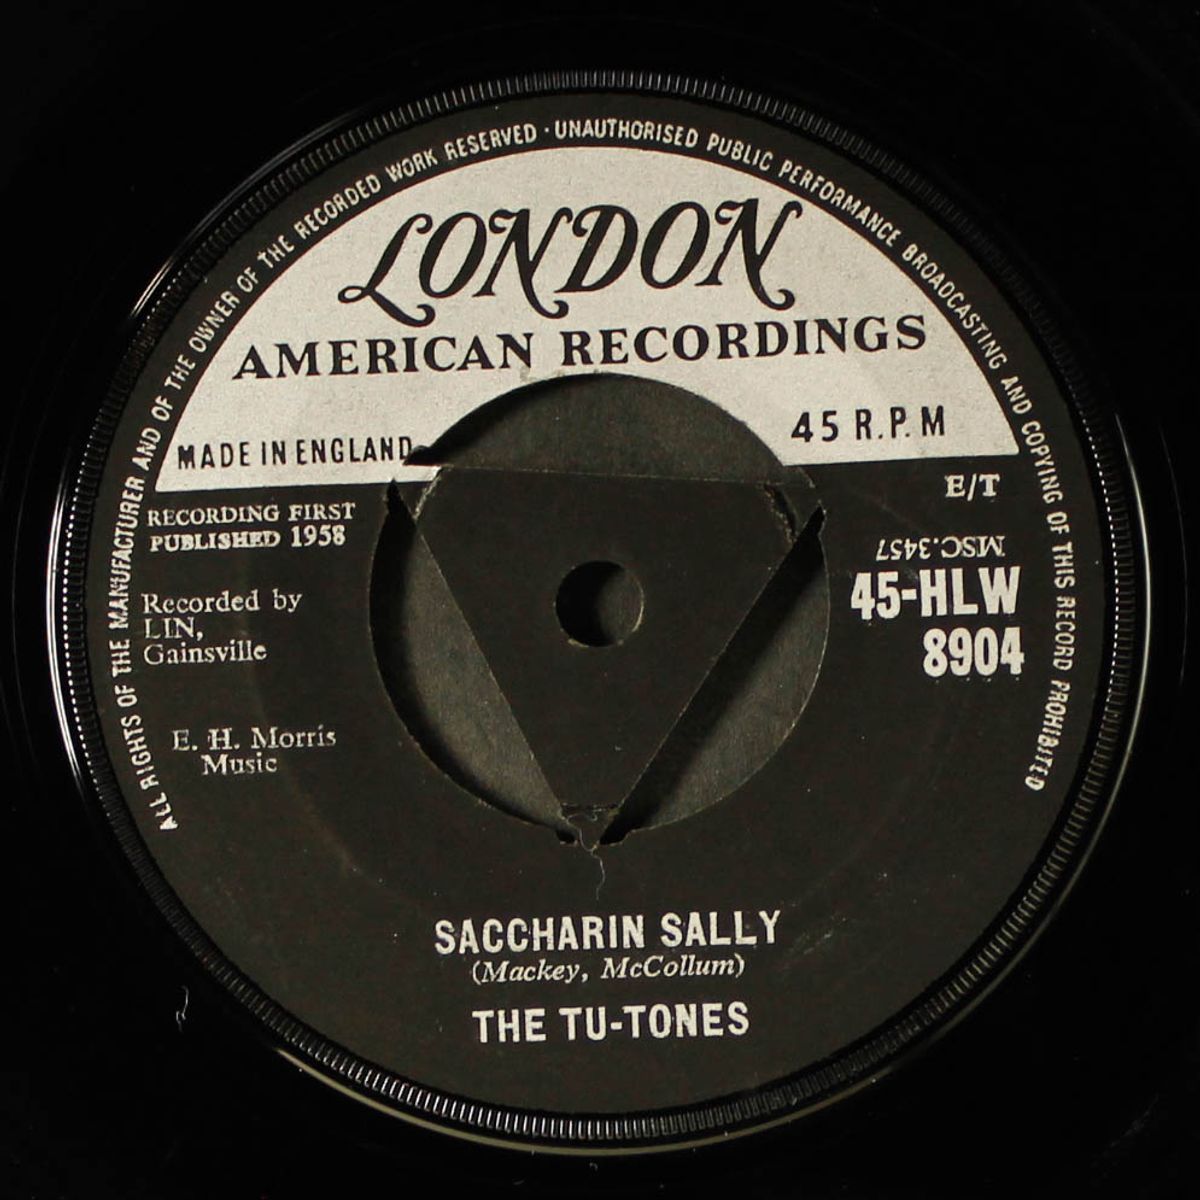 ALL RIGHTS OF THE MANUFACTURER AND OF THE OWNER OF THE RECORDED WORK RESERVED · UNAUTHORISED PUBLIC PERFORMANCE BROADCASTING AND COPYING OF THIS RECORD PROHIBITED
LONDON
AMERICAN RECORDINGS
MADE IN ENGLAND
45 R.P.M
RECORDING FIRST
PUBLISHED 1958
E/T
MSC.3457
45-HLW
8904
Recorded by
LIN,
Gainsville
E. H. Morris
Music
SACCHARIN SALLY
(Mackey, McCollum)
THE TU-TONES